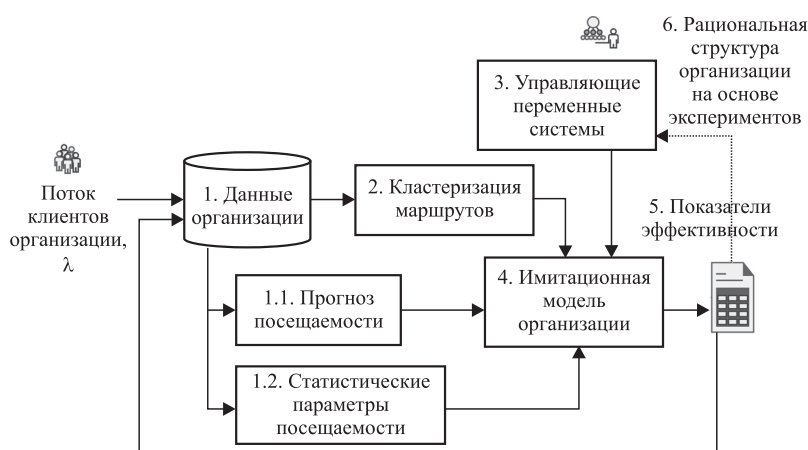 6. Рациональная
структура
организации
на основе
экспериментов
3. Управляющие
переменные
системы
Поток
клиентов
организации,
λ
1. Данные
организации
2. Кластеризация
маршрутов
5. Показатели
эффективности
1.1. Прогноз
посещаемости
4. Имитационная
модель
организации
1.2. Статистические
параметры
посещаемости